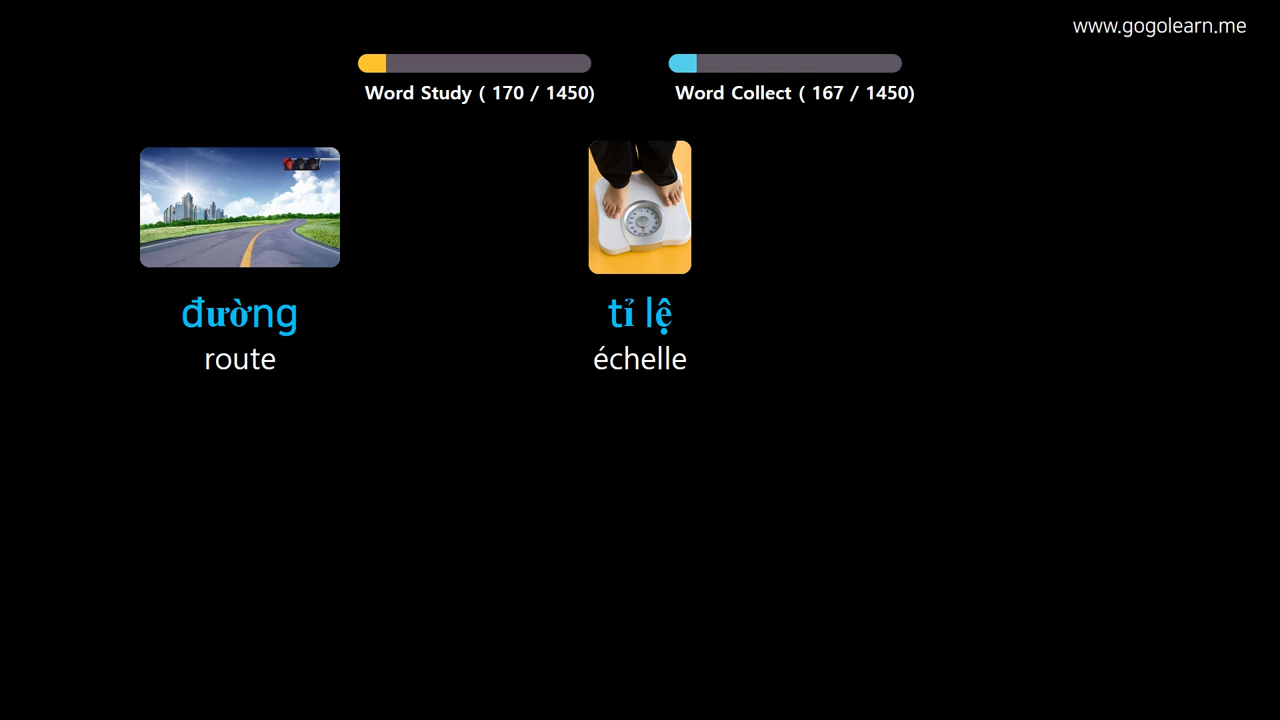 www.gogolearn.me
Word Study ( 170 / 1450)
Word Collect ( 167 / 1450)
đường
route
tỉ lệ
échelle